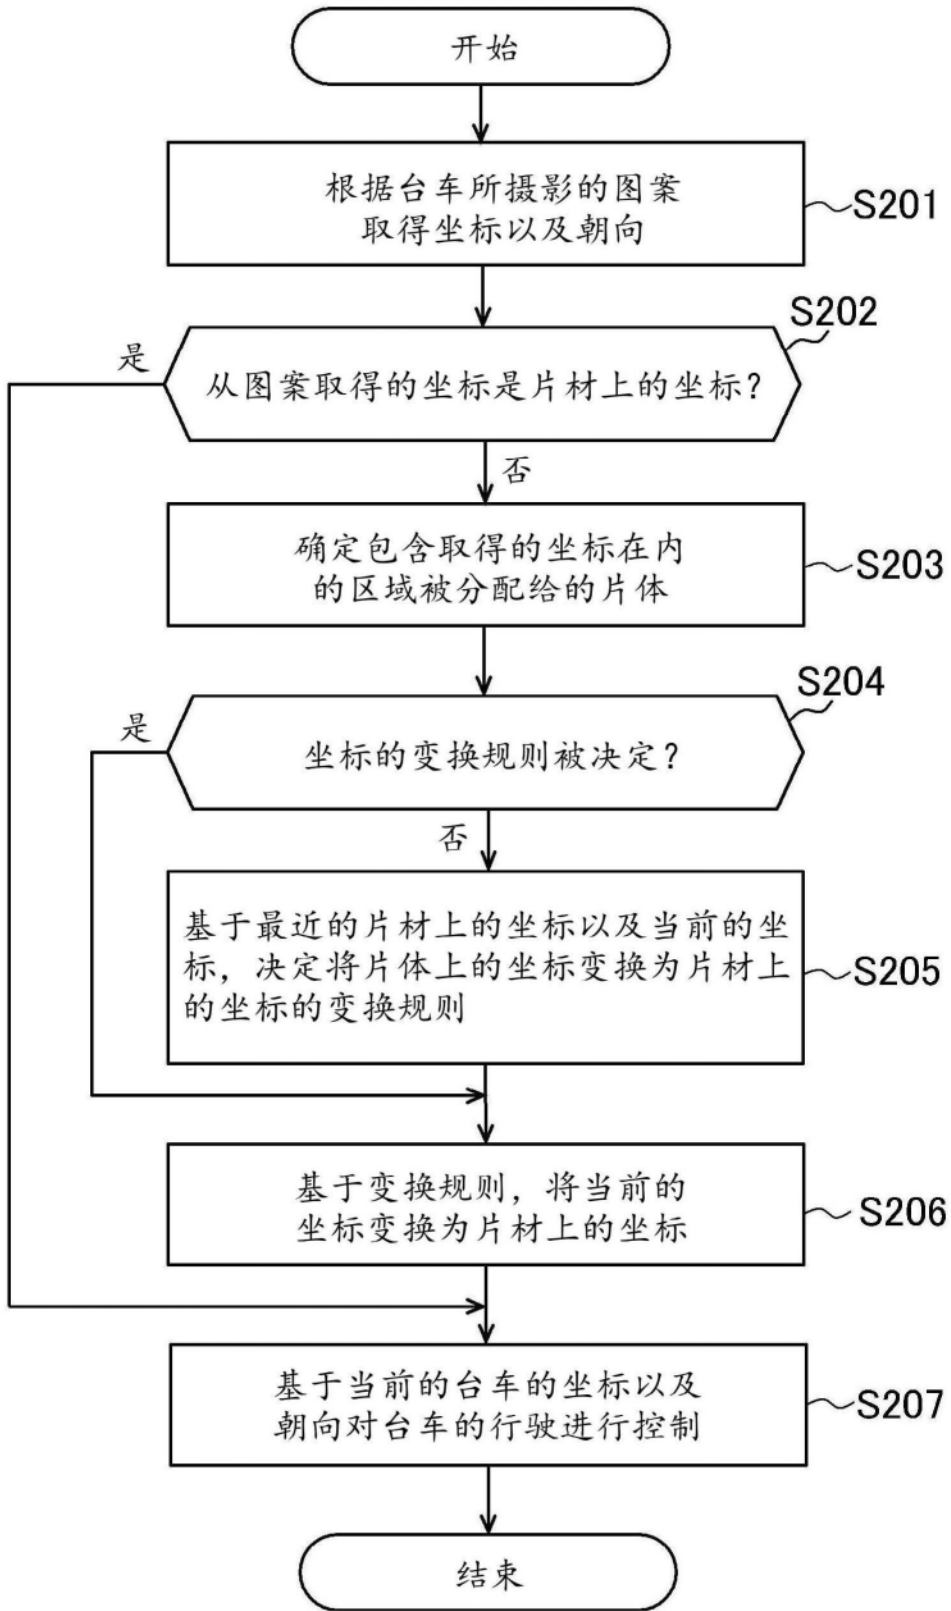 开始
根据台车所摄影的图案
取得坐标以及朝向
S201
S202
是
从图案取得的坐标是片材上的坐标？
否
确定包含取得的坐标在内
的区域被分配给的片体
S203
S204
是
坐标的变换规则被决定？
否
基于最近的片材上的坐标以及当前的坐
标，决定将片体上的坐标变换为片材上
的坐标的变换规则
S205
基于变换规则，将当前的
坐标变换为片材上的坐标
S206
基于当前的台车的坐标以及
朝向对台车的行驶进行控制
S207
结束